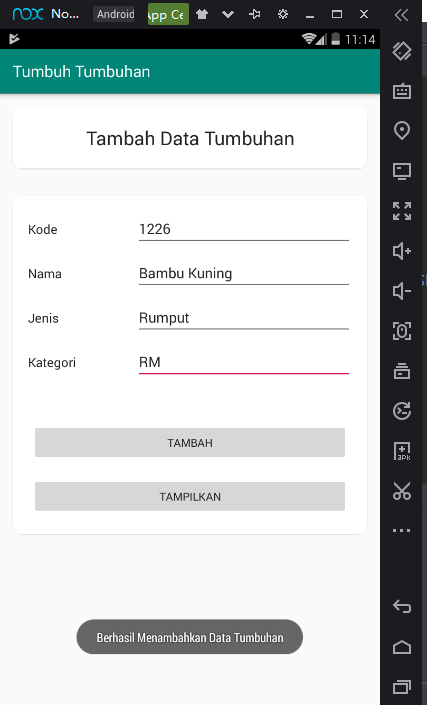 nox No... Android App Ce
11:14
Tumbuh Tumbuhan
Tambah Data Tumbuhan
Kode 1226
Nama Bambu Kuning
Jenis Rumput
Kategori RM
TAMBAH
TAMPILKAN
Berhasil Menambahkan Data Tumbuhan